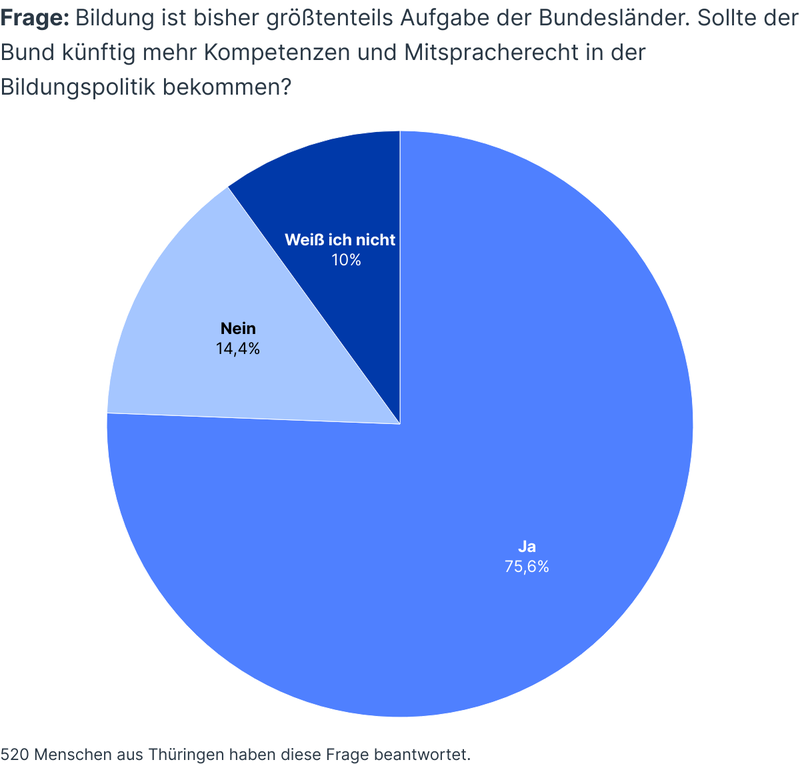 Frage: Bildung ist bisher größtenteils Aufgabe der Bundesländer. Sollte der
Bund künftig mehr Kompetenzen und Mitspracherecht in der
Bildungspolitik bekommen?
Weiß ich nicht
10%
Nein
14,4%
Ja
75,6%
520 Menschen aus Thüringen haben diese Frage beantwortet.